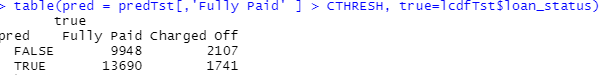 > table(pred = predTst[,'Fully Paid' ] > CTHRESH, true=lcdfTst$loan_status)
true
pred Fully Paid Charged Off
FALSE 9948 2107
TRUE 13690 1741